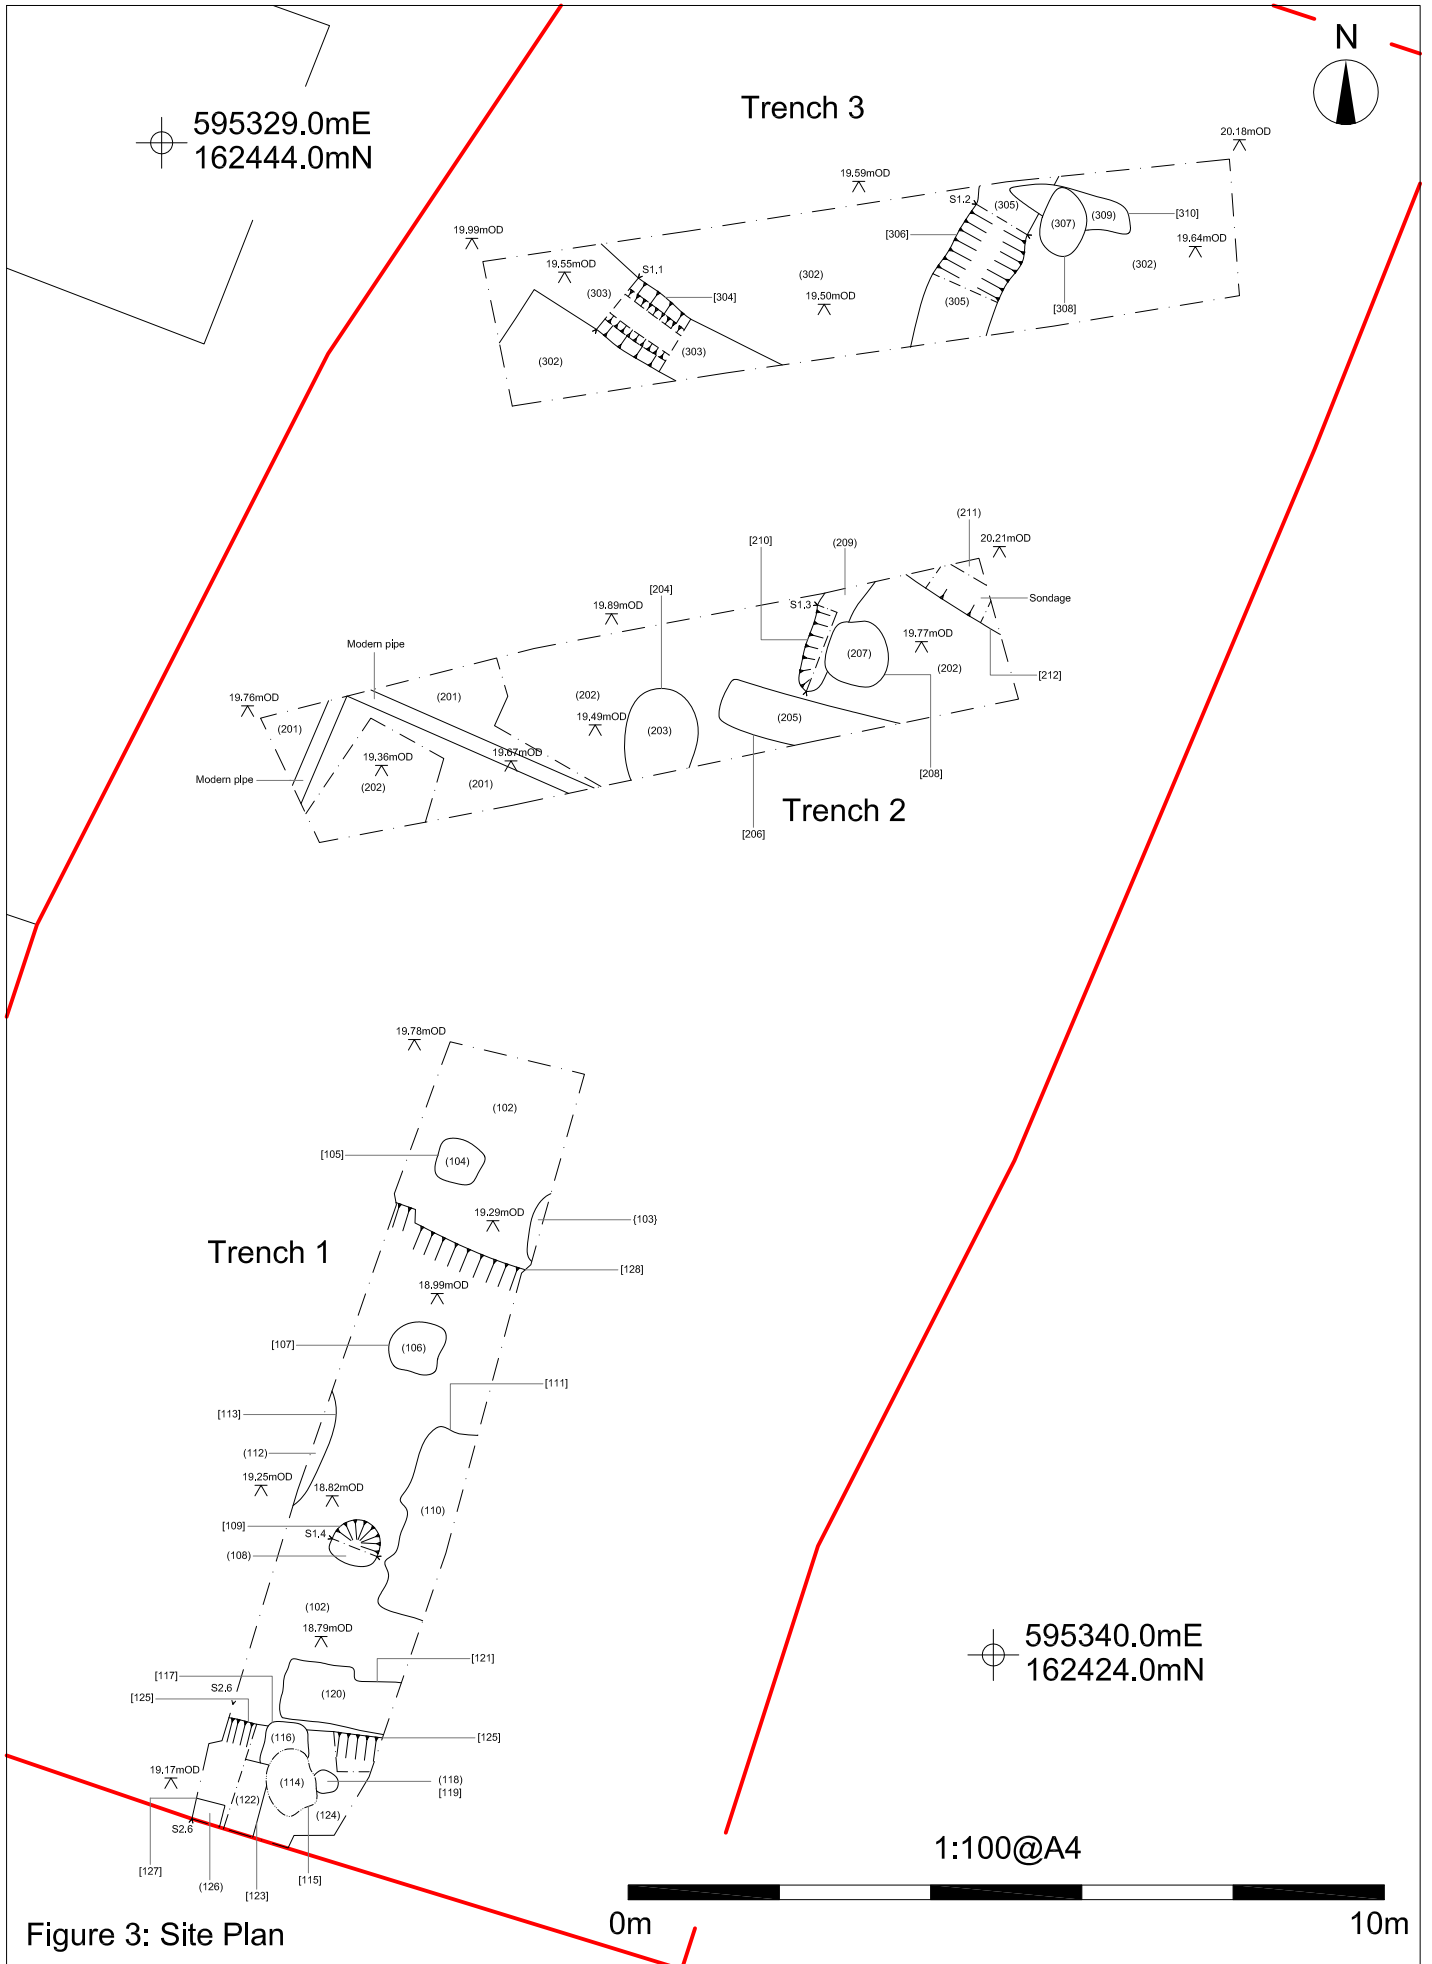 N
595329.0mE
162444.0mN
Trench 3
20.18mOD
19.59mOD
S1.2
(305)
(307)
(309)
[310]
19.99mOD
[306]
19.64mOD
19.55mOD
S1.1
(302)
(302)
(303)
[304]
19.50mOD
(305)
[308]
(302)
(303)
(211)
[210]
(209)
20.21mOD
[204]
Sondage
19.89mOD
S1.3
Modern pipe
19.77mOD
(207)
(201)
(202)
(202)
[212]
19.76mOD
19.49mOD
(205)
(201)
(203)
19.67mOD
19.36mOD
Modern pipe
(202)
(201)
[208]
Trench 2
[206]
19.78mOD
(102)
[105]
(104)
19.29mOD
{103}
Trench 1
[128]
18.99mOD
[107]
(106)
[111]
[113]
(112)
19.25mOD
18.82mOD
(110)
[109]
S1.4
(108)
(102)
18.79mOD
595340.0mE
162424.0mN
[121]
[117]
S2.6
(120)
[125]
(116)
[125]
19.17mOD
(114)
(118)
[119]
(122)
(124)
S2.6
[127]
(126)
[123]
[115]
1:100@A4
0m
10m
Figure 3: Site Plan